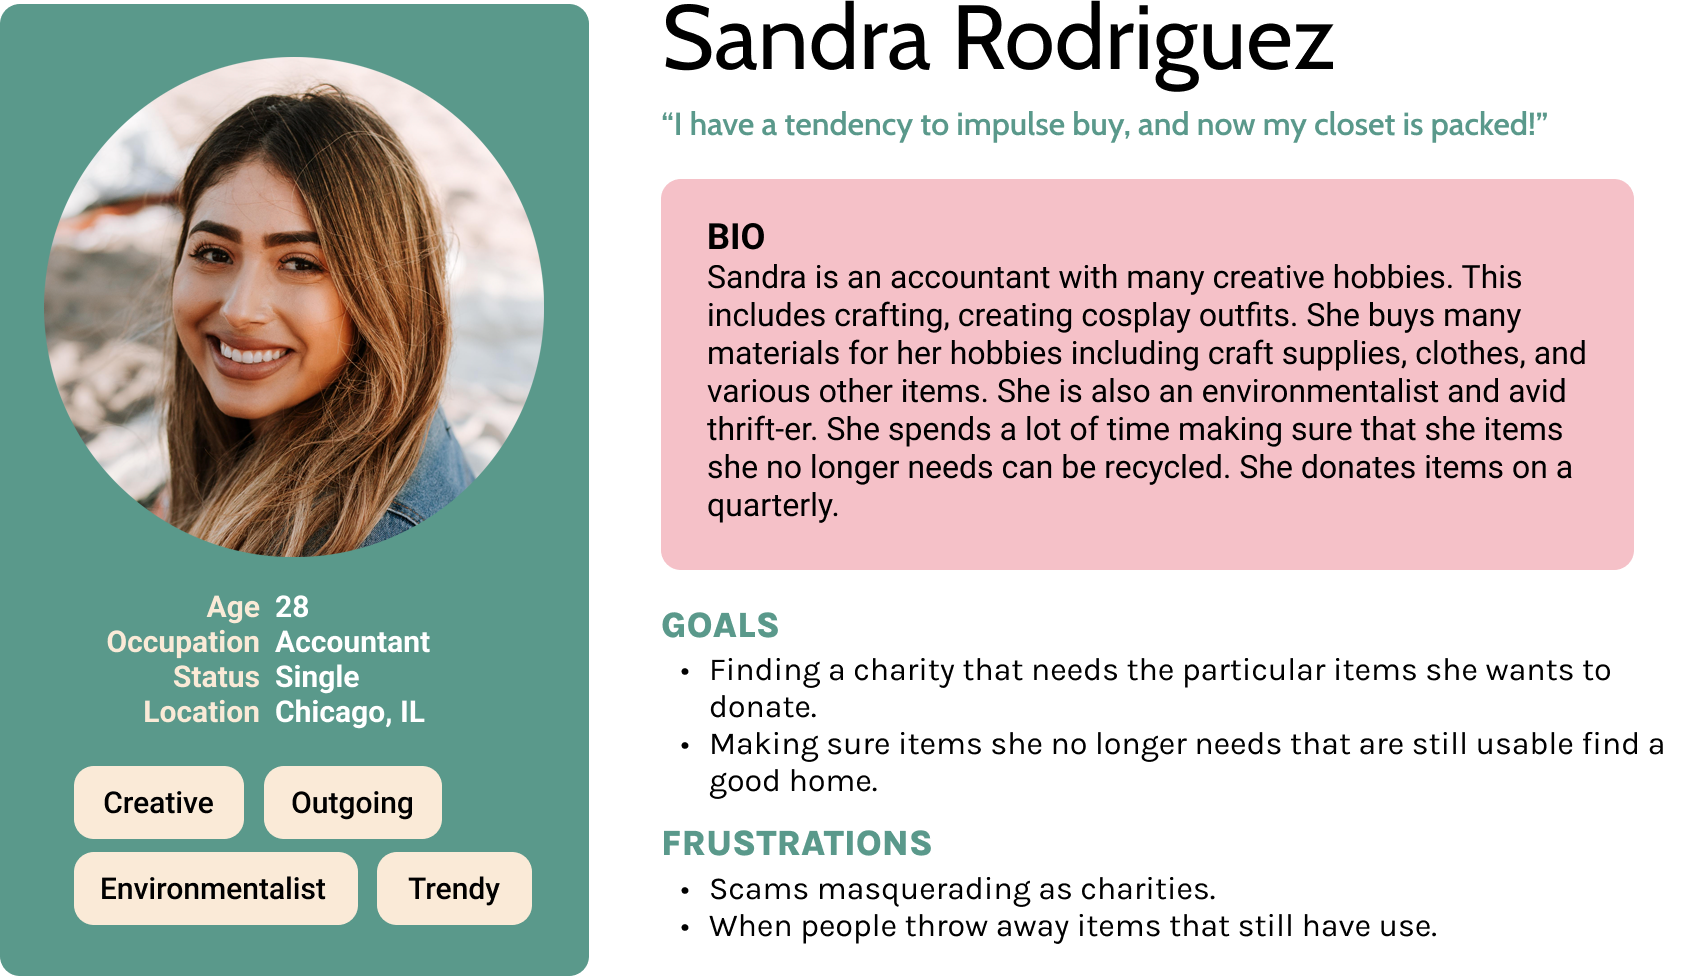 Sandra Rodriguez
“I have a tendency to impulse buy, and now my closet is packed!”
BIO
Sandra is an accountant with many creative hobbies. This
includes crafting, creating cosplay outfits. She buys many
materials for her hobbies including craft supplies, clothes, and
various other items. She is also an environmentalist and avid
thrift-er. She spends a lot of time making sure that she items
she no longer needs can be recycled. She donates items on a
quarterly.
Age 28
Occupation Accountant
Status Single
Location Chicago, IL
Creative Outgoing
Environmentalist Trendy
GOALS
• Finding a charity that needs the particular items she wants to
donate.
• Making sure items she no longer needs that are still usable find a
good home.
FRUSTRATIONS
• Scams masquerading as charities.
• When people throw away items that still have use.